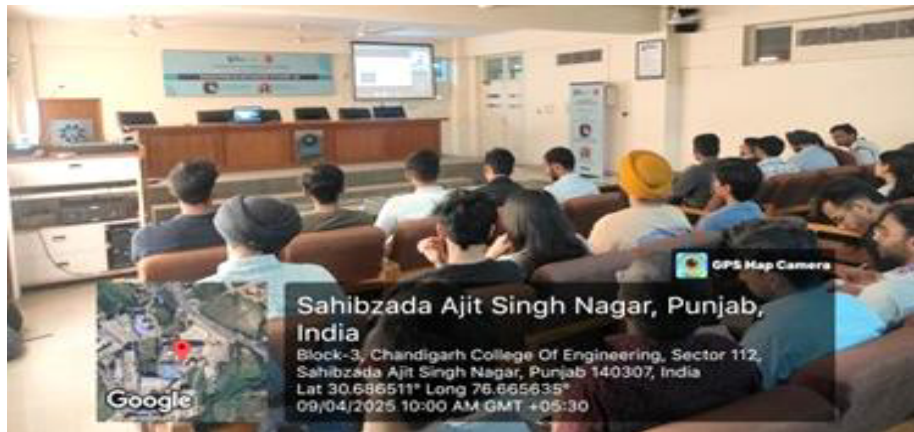 GPS Map Camera
Sahibzada Ajit Singh Nagar, Punjab,
India
Block-3, Chandigarh College Of Engineering, Sector 112,
Sahibzada Ajit Singh Nagar, Punjab 140307, India
Lat 30.686511° Long 76.665635°
09/04/2025 10:00 AM GMT +05:30
Google